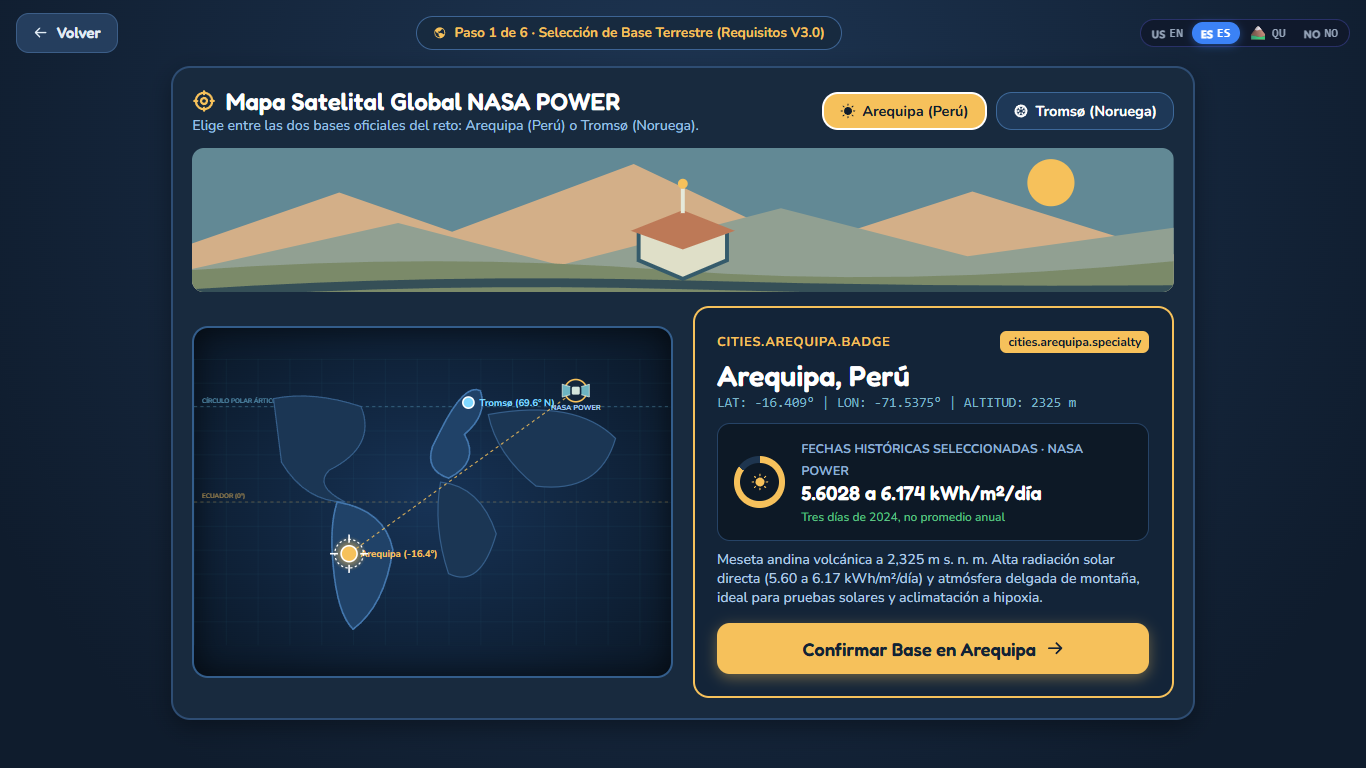 ← Volver
Paso 1 de 6 · Selección de Base Terrestre (Requisitos V3.0)
US EN
ES ES
QU
NO NO
Mapa Satelital Global NASA POWER
Elige entre las dos bases oficiales del reto: Arequipa (Perú) o Tromsø (Noruega).
Arequipa (Perú)
Tromsø (Noruega)
CÍRCULO POLAR ÁRTICO
Tromsø (69.6° N)
NASA POWER
ECUADOR (0°)
Arequipa (-16.4°)
CITIES.AREQUIPA.BADGE
cities.arequipa.specialty
Arequipa, Perú
LAT: -16.409° | LON: -71.5375° | ALTITUD: 2325 m
FECHAS HISTÓRICAS SELECCIONADAS · NASA
POWER
5.6028 a 6.174 kWh/m²/día
Tres días de 2024, no promedio anual
Meseta andina volcánica a 2,325 m s. n. m. Alta radiación solar
directa (5.60 a 6.17 kWh/m²/día) y atmósfera delgada de montaña,
ideal para pruebas solares y aclimatación a hipoxia.
Confirmar Base en Arequipa →